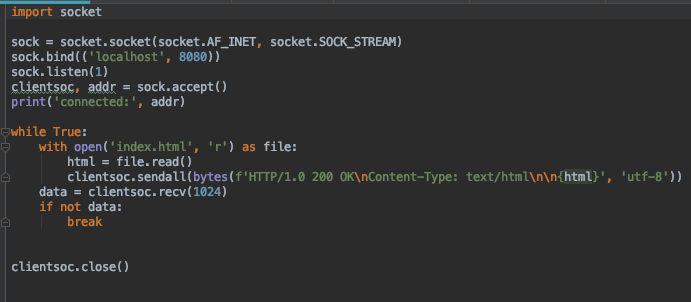 import socket
sock = socket.socket(socket.AF_INET, socket.SOCK_STREAM)
sock.bind(('localhost', 8080))
sock.listen(1)
clientsoc, addr = sock.accept()
print('connected:', addr)
while True:
    with open('index.html', 'r') as file:
        html = file.read()
        clientsoc.sendall(bytes(f'HTTP/1.0 200 OK\nContent-Type: text/html\n\n{html}', 'utf-8'))
    data = clientsoc.recv(1024)
    if not data:
        break
clientsoc.close()